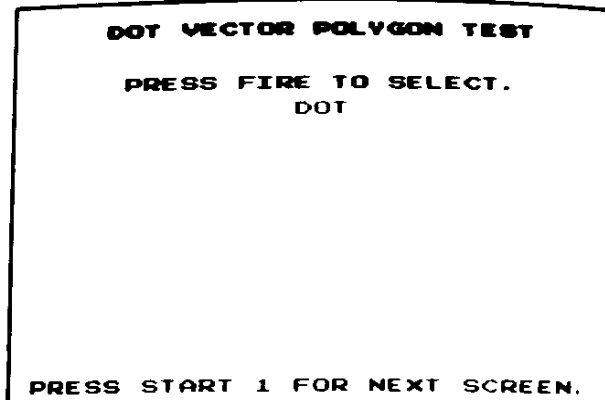 DOT VECTOR POLYGON TEST
PRESS FIRE TO SELECT.
DOT
PRESS START 1 FOR NEXT SCREEN.